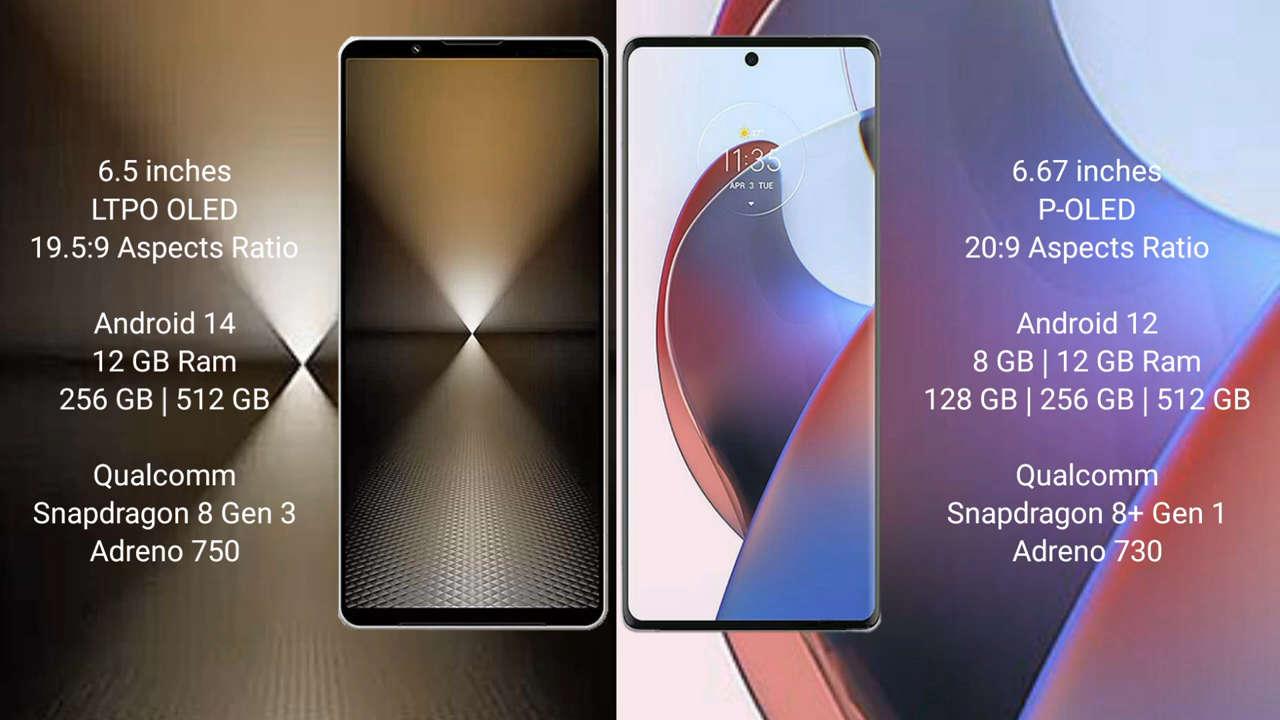 6.5 inches
LTPO OLED
19.5:9 Aspects Ratio
Android 14
12 GB Ram
256 GB | 512 GB
Qualcomm
Snapdragon 8 Gen 3
Adreno 750
11:35
APR 3 TUE
6.67 inches
P-OLED
20:9 Aspects Ratio
Android 12
8 GB | 12 GB Ram
128 GB | 256 GB | 512 GB
Qualcomm
Snapdragon 8+ Gen 1
Adreno 730